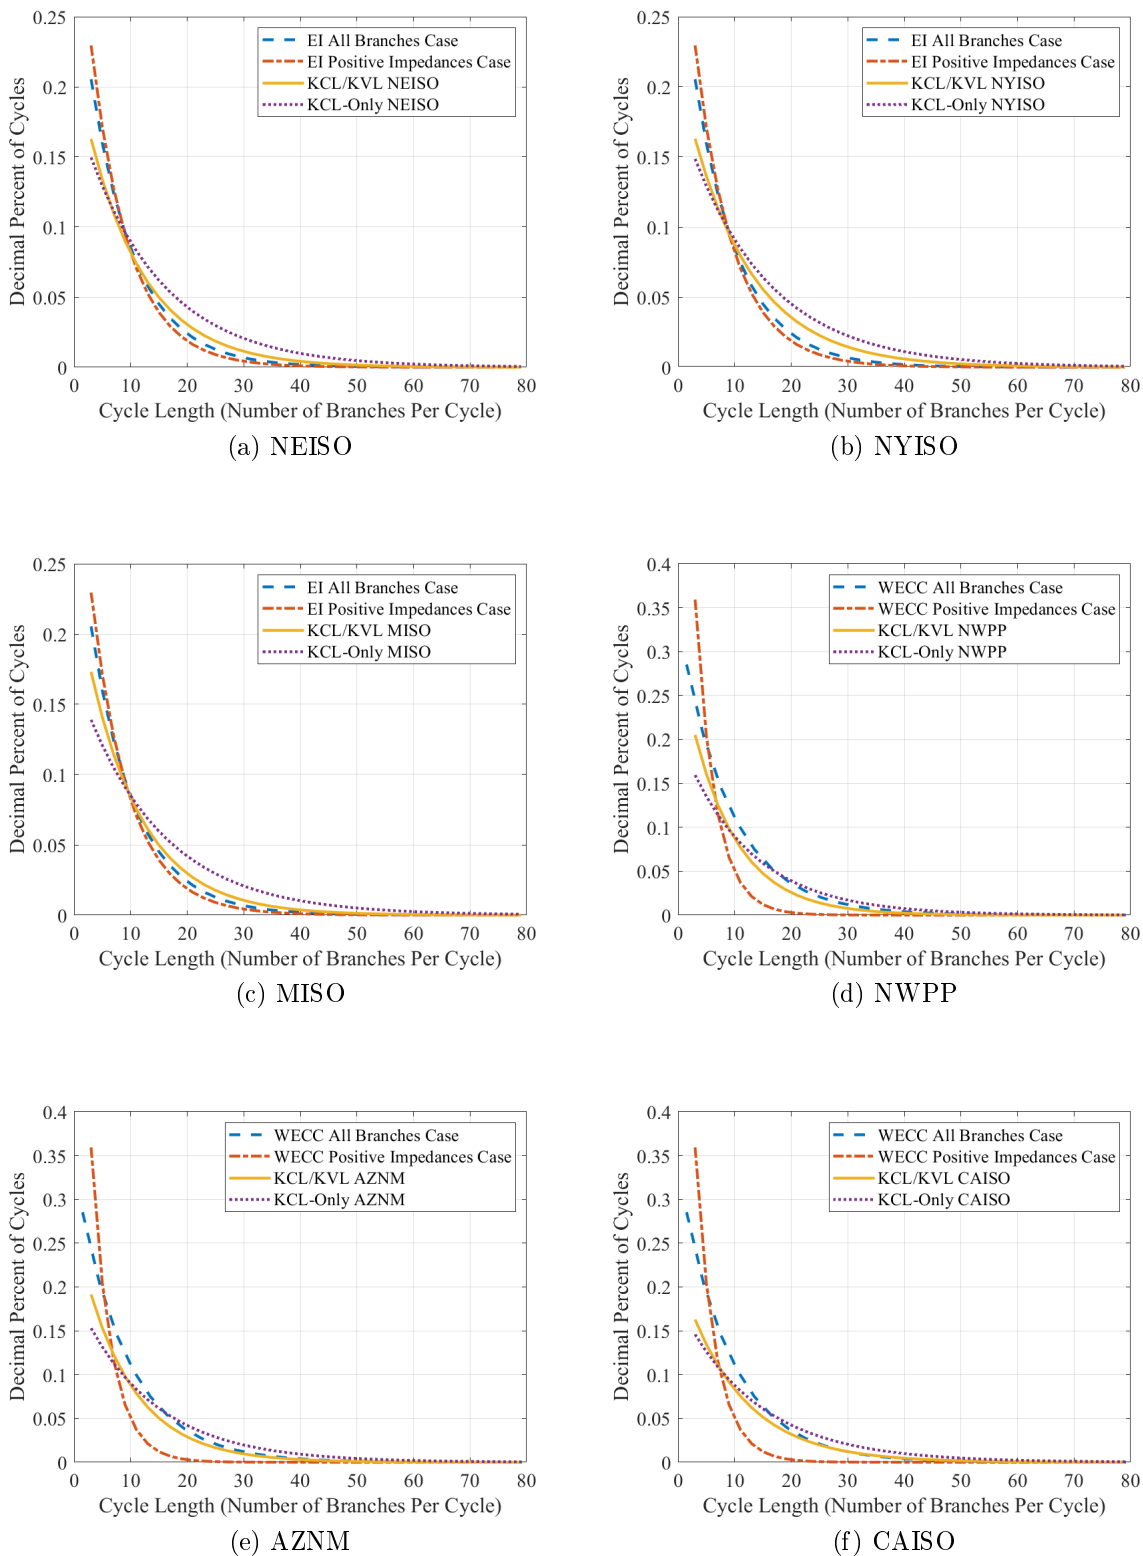 0.25
0.2
0.15
0.1
0.05
0
Decimal Percent of Cycles
EI All Branches Case
EI Positive Impedances Case
KCL/KVL NEISO
KCL-Only NEISO
0 10 20 30 40 50 60 70 80
Cycle Length (Number of Branches Per Cycle)
(a) NEISO
0.25
0.2
0.15
0.1
0.05
0
Decimal Percent of Cycles
EI All Branches Case
EI Positive Impedances Case
KCL/KVL NYISO
KCL-Only NYISO
0 10 20 30 40 50 60 70 80
Cycle Length (Number of Branches Per Cycle)
(b) NYISO
0.25
0.2
0.15
0.1
0.05
0
Decimal Percent of Cycles
EI All Branches Case
EI Positive Impedances Case
KCL/KVL MISO
KCL-Only MISO
0 10 20 30 40 50 60 70 80
Cycle Length (Number of Branches Per Cycle)
(c) MISO
0.4
0.35
0.3
0.25
0.2
0.15
0.1
0.05
0
Decimal Percent of Cycles
WECC All Branches Case
WECC Positive Impedances Case
KCL/KVL NWPP
KCL-Only NWPP
0 10 20 30 40 50 60 70 80
Cycle Length (Number of Branches Per Cycle)
(d) NWPP
0.4
0.35
0.3
0.25
0.2
0.15
0.1
0.05
0
Decimal Percent of Cycles
WECC All Branches Case
WECC Positive Impedances Case
KCL/KVL AZNM
KCL-Only AZNM
0 10 20 30 40 50 60 70 80
Cycle Length (Number of Branches Per Cycle)
(e) AZNM
0.4
0.35
0.3
0.25
0.2
0.15
0.1
0.05
0
Decimal Percent of Cycles
WECC All Branches Case
WECC Positive Impedances Case
KCL/KVL CAISO
KCL-Only CAISO
0 10 20 30 40 50 60 70 80
Cycle Length (Number of Branches Per Cycle)
(f) CAISO